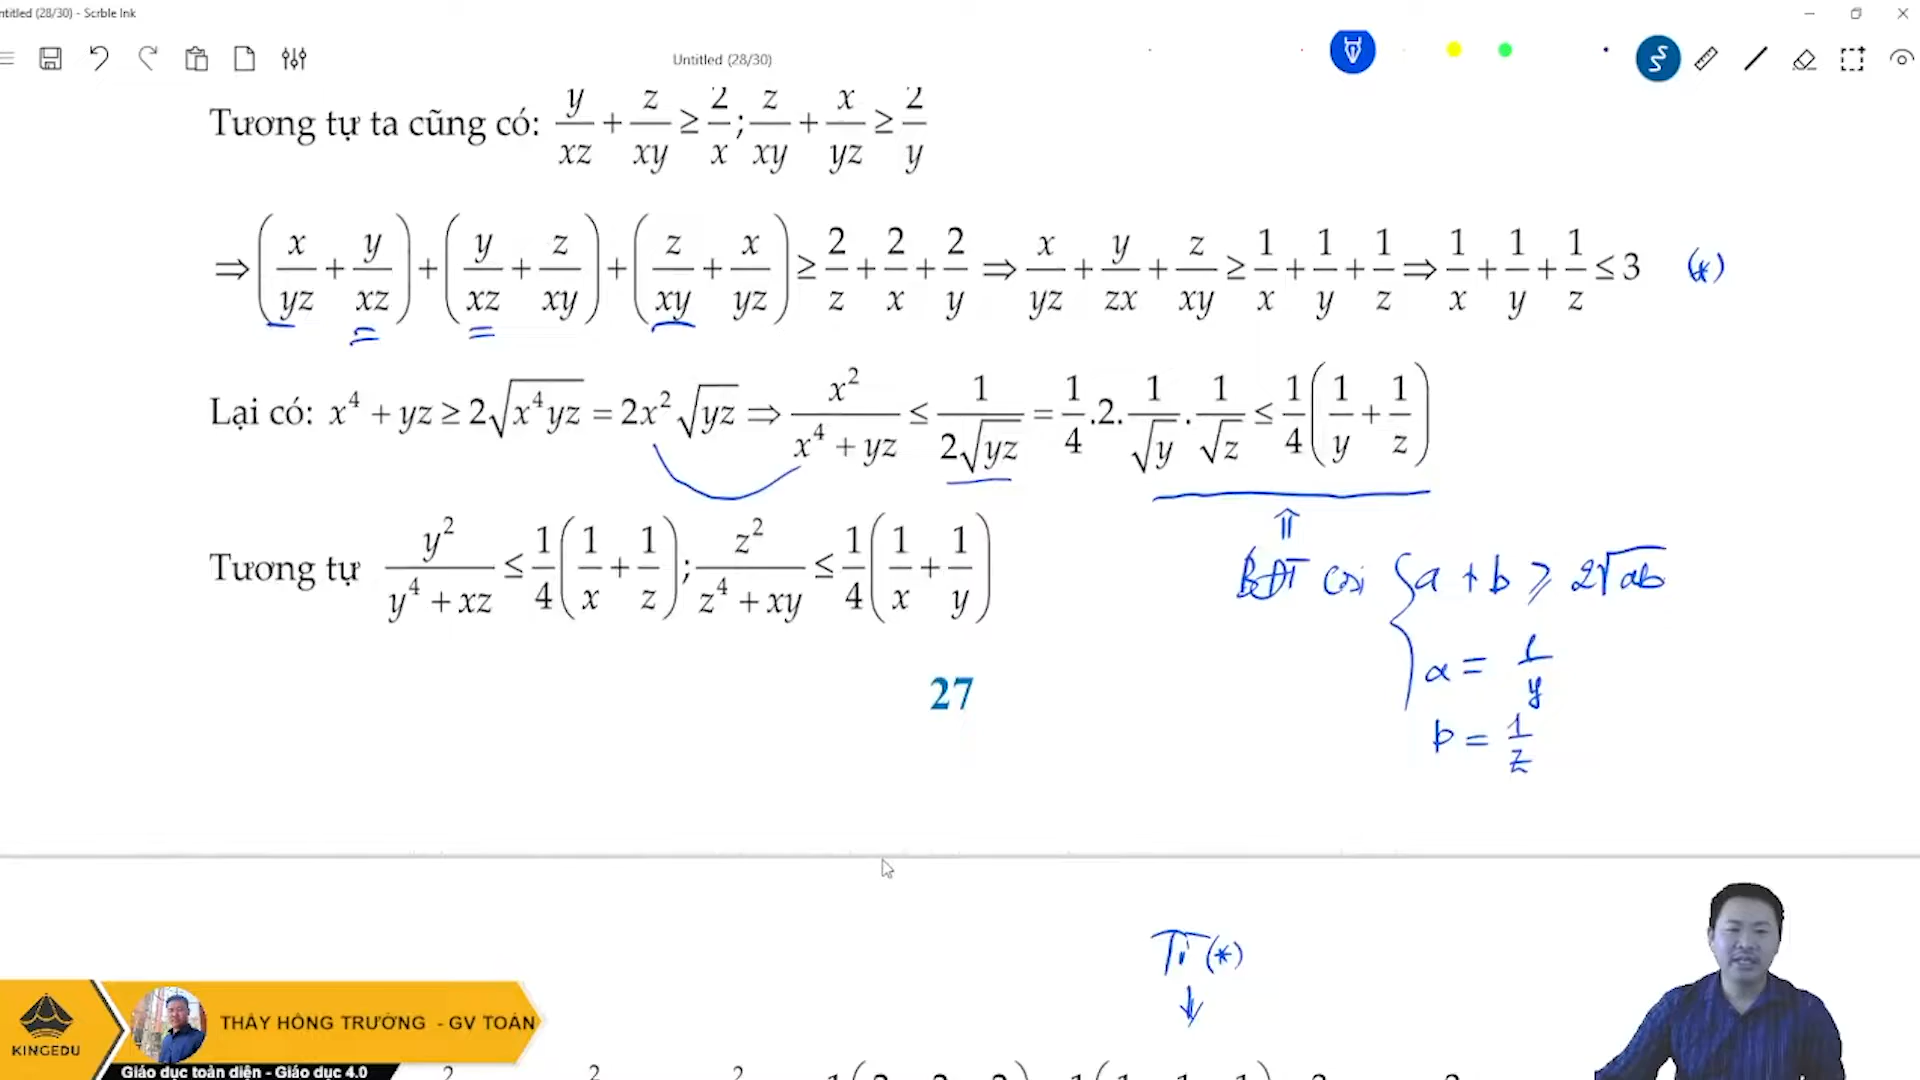 ntitled (28/30) - Scrble Ink
Untitled (28/30)
Tương tự ta cũng có: y/xz + z/xy ≥ 2/x ; z/xy + x/yz ≥ 2/y
⇒ (x/yz + y/xz) + (y/xz + z/xy) + (z/xy + x/yz) ≥ 2/z + 2/x + 2/y ⇒ x/yz + y/zx + z/xy ≥ 1/x + 1/y + 1/z ⇒ 1/x + 1/y + 1/z ≤ 3 (*)
Lại có: x⁴ + yz ≥ 2√(x⁴yz) = 2x²√(yz) ⇒ x²/(x⁴ + yz) ≤ 1/(2√(yz)) = 1/4 .2. 1/√y . 1/√z ≤ 1/4 (1/y + 1/z)
Tương tự y²/(y⁴ + xz) ≤ 1/4 (1/x + 1/z) ; z²/(z⁴ + xy) ≤ 1/4 (1/x + 1/y)
⇑
BĐT Cosi { a + b ≥ 2√ab
a = 1/y
b = 1/z
27
Từ (*)
↓
KINGEDU
THẦY HỒNG TRƯỜNG - GV TOÁN
Giáo dục toàn diện - Giáo dục 4.0